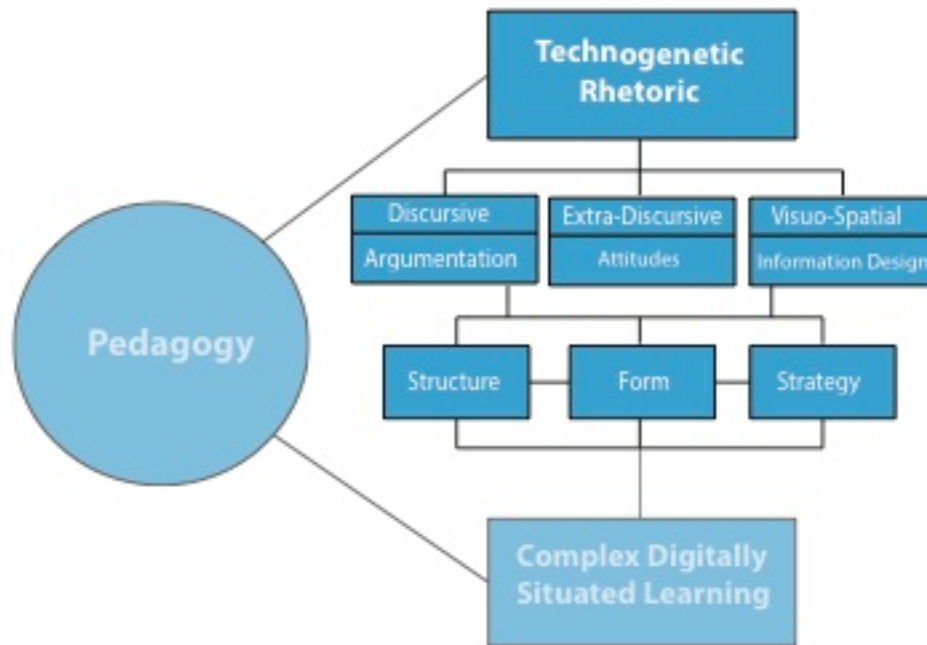 Technogenetic
Rhetoric
Discursive
Extra-Discursive
Visuo-Spatial
Argumentation
Attitudes
Information Design
Pedagogy
Structure
Form
Strategy
Complex Digitally
Situated Learning